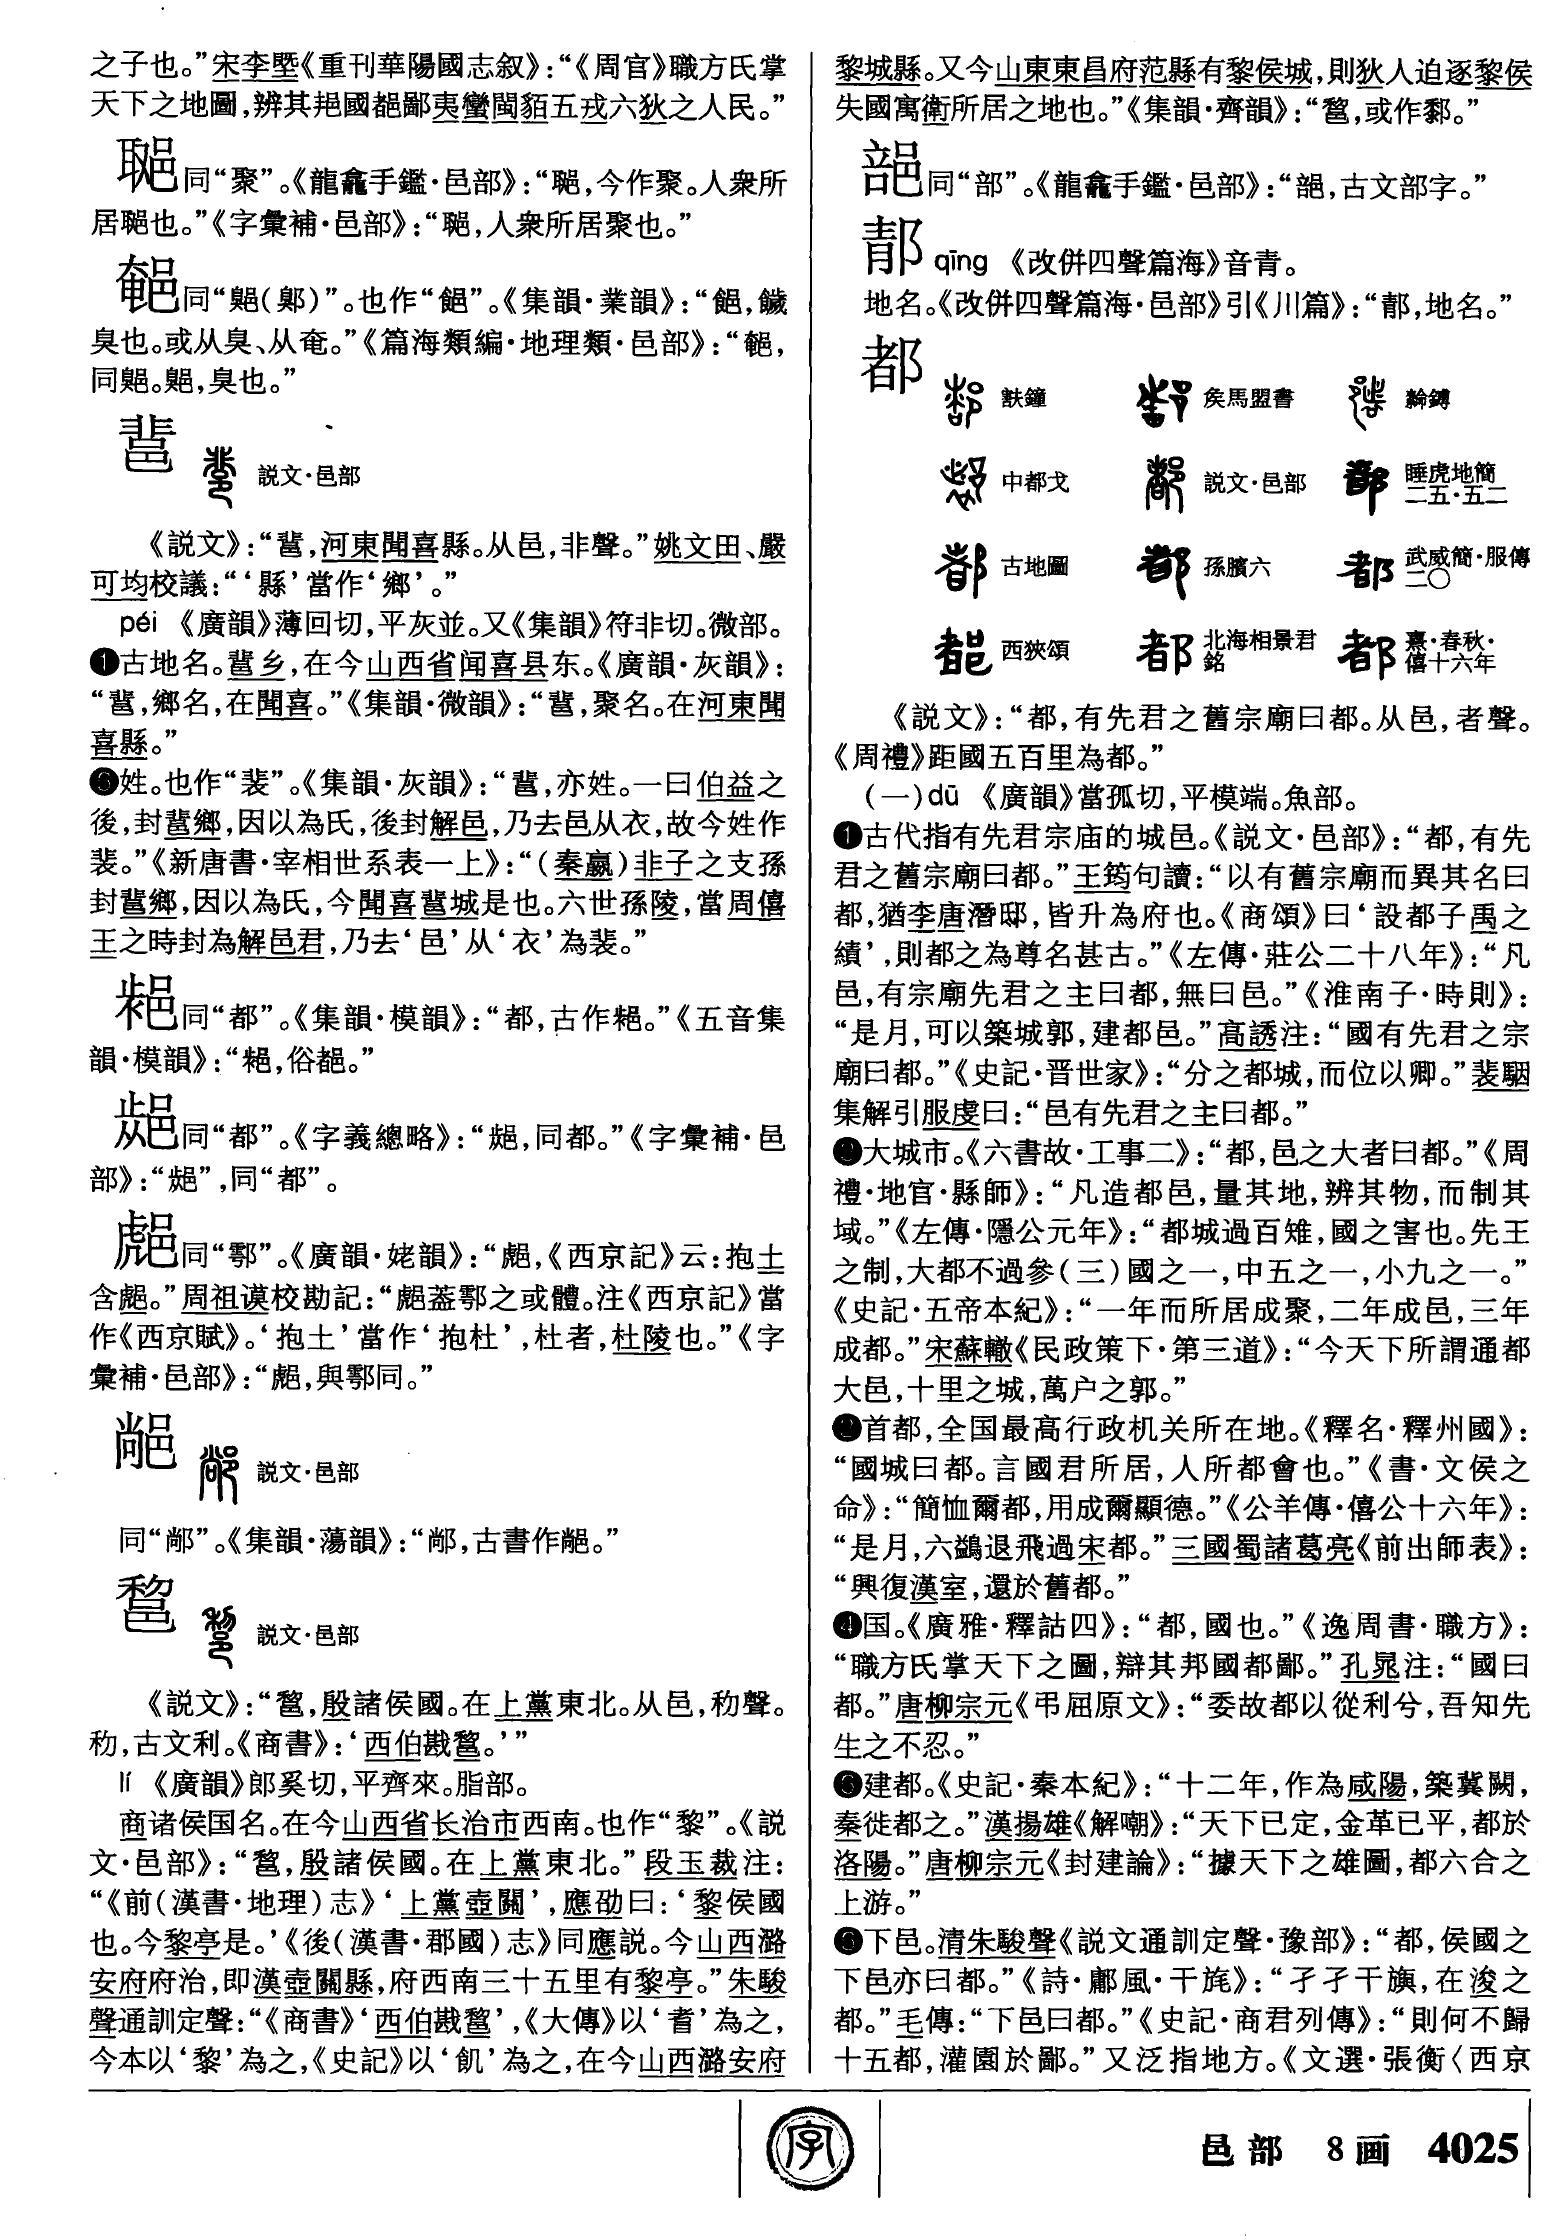 之子也。”宋李𡐓《重刊華陽國志叙》：“《周官》職方氏掌
天下之地圖，辨其國鄙夷蠻閩貊五戎六狄之人民。”
同“聚”。《龍龕手鑑·邑部》：“，今作聚。人衆所
居也。”《字彙補·邑部》：“，人衆所居聚也。”
同“（）”。也作“”。《集韻·業韻》：“，
臭也。或从臭、从奄。”《篇海類編·地理類·邑部》：“，
同。，臭也。”
䣃 説文·邑部
《説文》：“䣃，河東聞喜縣。从邑，非聲。”姚文田、嚴
可均校議：“‘縣’當作‘鄉’。”
péi 《廣韻》薄回切，平灰並。又《集韻》符非切。微部。
❶古地名。䣃乡，在今山西省闻喜县东。《廣韻·灰韻》：
“䣃，鄉名，在聞喜。”《集韻·微韻》：“䣃，聚名。在河東聞
喜縣。”
❷姓。也作“裴”。《集韻·灰韻》：“䣃，亦姓。一曰伯益之
後，封䣃鄉，因以為氏，後封解邑，乃去邑从衣，故今姓作
裴。”《新唐書·宰相世系表一上》：“（秦嬴）非子之支孫
封䣃鄉，因以為氏，今聞喜䣃城是也。六世孫陵，當周僖
王之時封為解邑君，乃去‘邑’从‘衣’為裴。”
同“都”。《集韻·模韻》：“都，古作。”《五音集
韻·模韻》：“，俗。”
同“都”。《字義總略》：“，同都。”《字彙補·邑
部》：“”，同“都”。
同“鄠”。《廣韻·姥韻》：“，《西京記》云：抱土
含。”周祖谟校勘記：“蓋鄠之或體。注《西京記》當
作《西京賦》。‘抱土’當作‘抱杜’，杜者，杜陵也。”《字
彙補·邑部》：“，與鄠同。”
説文·邑部
同“鄗”。《集韻·蕩韻》：“，古書作。”
説文·邑部
《説文》：“，殷諸侯國。在上黨東北。从邑，㓞聲。
，古文利。《商書》：‘西伯戡。’”
lí 《廣韻》郎奚切，平齊來。脂部。
商诸侯国名。在今山西省长治市西南。也作“黎”。《説
文·邑部》：“，殷諸侯國。在上黨東北。”段玉裁注：
“《前（漢書·地理）志》‘上黨壺關’，應劭曰：‘黎侯國
也。今黎亭是。’《後（漢書·郡國）志》同應説。今山西潞
安府府治，即漢壺關縣，府西南三十五里有黎亭。”朱駿
聲通訓定聲：“《商書》‘西伯戡’，《大傳》以‘耆’為之，
今本以‘黎’為之，《史記》以‘飢’為之，在今山西潞安府
黎城縣。又今山東東昌府范縣有黎侯城，則狄人迫逐黎侯
失國寓衛所居之地也。”《集韻·齊韻》：“，或作。”
同“部”。《龍龕手鑑·邑部》：“，古文部字。”
qīng 《改併四聲篇海》音青。
地名。《改併四聲篇海·邑部》引《川篇》：“，地名。”
都 㝬鐘 侯馬盟書 𦅫鎛
中都戈 説文·邑部 睡虎地簡二五·五二
古地圖 孫臏六 武威簡·服傳二〇
西狹頌 北海相景君銘 熹·春秋·僖十六年
《説文》：“都，有先君之舊宗廟曰都。从邑，者聲。
《周禮》距國五百里為都。”
（一）dū 《廣韻》當孤切，平模端。魚部。
❶古代指有先君宗庙的城邑。《説文·邑部》：“都，有先
君之舊宗廟曰都。”王筠句讀：“以有舊宗廟而異其名曰
都，猶李唐潛邸，皆升為府也。《商頌》曰‘設都于禹之
績’，則都之為尊名甚古。”《左傳·莊公二十八年》：“凡
邑，有宗廟先君之主曰都，無曰邑。”《淮南子·時則》：
“是月，可以築城郭，建都邑。”高誘注：“國有先君之宗
廟曰都。”《史記·晋世家》：“分之都城，而位以卿。”裴駰
集解引服虔曰：“邑有先君之主曰都。”
❷大城市。《六書故·工事二》：“都，邑之大者曰都。”《周
禮·地官·縣師》：“凡造都邑，量其地，辨其物，而制其
域。”《左傳·隱公元年》：“都城過百雉，國之害也。先王
之制，大都不過參（三）國之一，中五之一，小九之一。”
《史記·五帝本紀》：“一年而所居成聚，二年成邑，三年
成都。”宋蘇轍《民政策下·第三道》：“今天下所謂通都
大邑，十里之城，萬户之郭。”
❸首都，全国最高行政机关所在地。《釋名·釋州國》：
“國城曰都。言國君所居，人所都會也。”《書·文侯之
命》：“簡恤爾都，用成爾顯德。”《公羊傳·僖公十六年》：
“是月，六鷁退飛過宋都。”三國蜀諸葛亮《前出師表》：
“興復漢室，還於舊都。”
❹国。《廣雅·釋詁四》：“都，國也。”《逸周書·職方》：
“職方氏掌天下之圖，辯其邦國都鄙。”孔晁注：“國曰
都。”唐柳宗元《弔屈原文》：“委故都以從利兮，吾知先
生之不忍。”
❺建都。《史記·秦本紀》：“十二年，作為咸陽，築冀闕，
秦徙都之。”漢揚雄《解嘲》：“天下已定，金革已平，都於
洛陽。”唐柳宗元《封建論》：“據天下之雄圖，都六合之
上游。”
❻下邑。清朱駿聲《説文通訓定聲·豫部》：“都，侯國之
下邑亦曰都。”《詩·鄘風·干旄》：“孑孑干旟，在浚之
都。”毛傳：“下邑曰都。”《史記·商君列傳》：“則何不歸
十五都，灌園於鄙。”又泛指地方。《文選·張衡〈西京
字 邑部 8画 4025